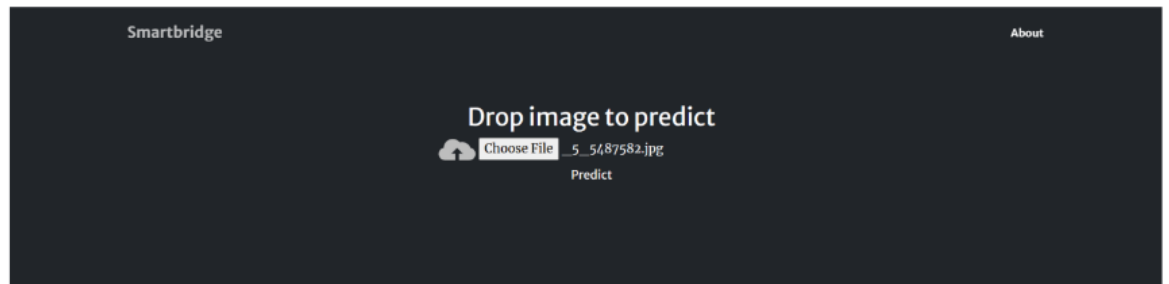 Smartbridge
About
Drop image to predict
Choose File _5_5487582.jpg
Predict